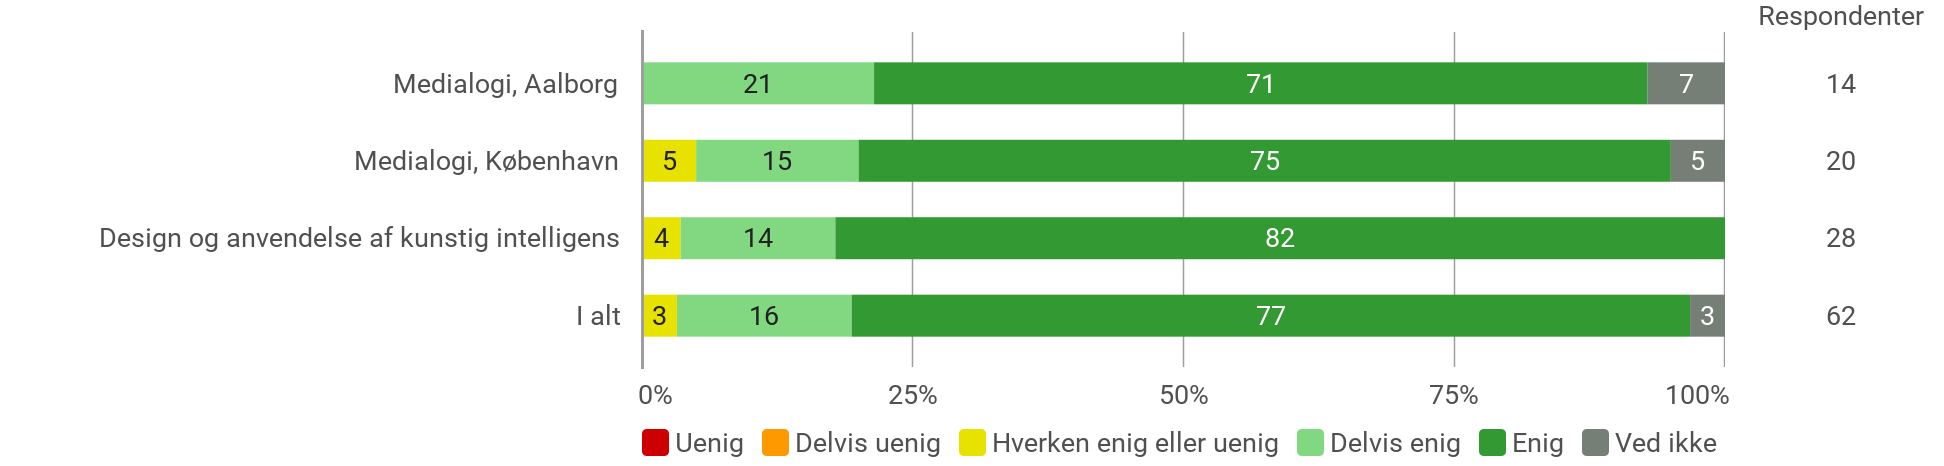 Respondenter
Medialogi, Aalborg 21 71 7 14
Medialogi, København 5 15 75 5 20
Design og anvendelse af kunstig intelligens 4 14 82 28
I alt 3 16 77 3 62
0% 25% 50% 75% 100%
Uenig Delvis uenig Hverken enig eller uenig Delvis enig Enig Ved ikke